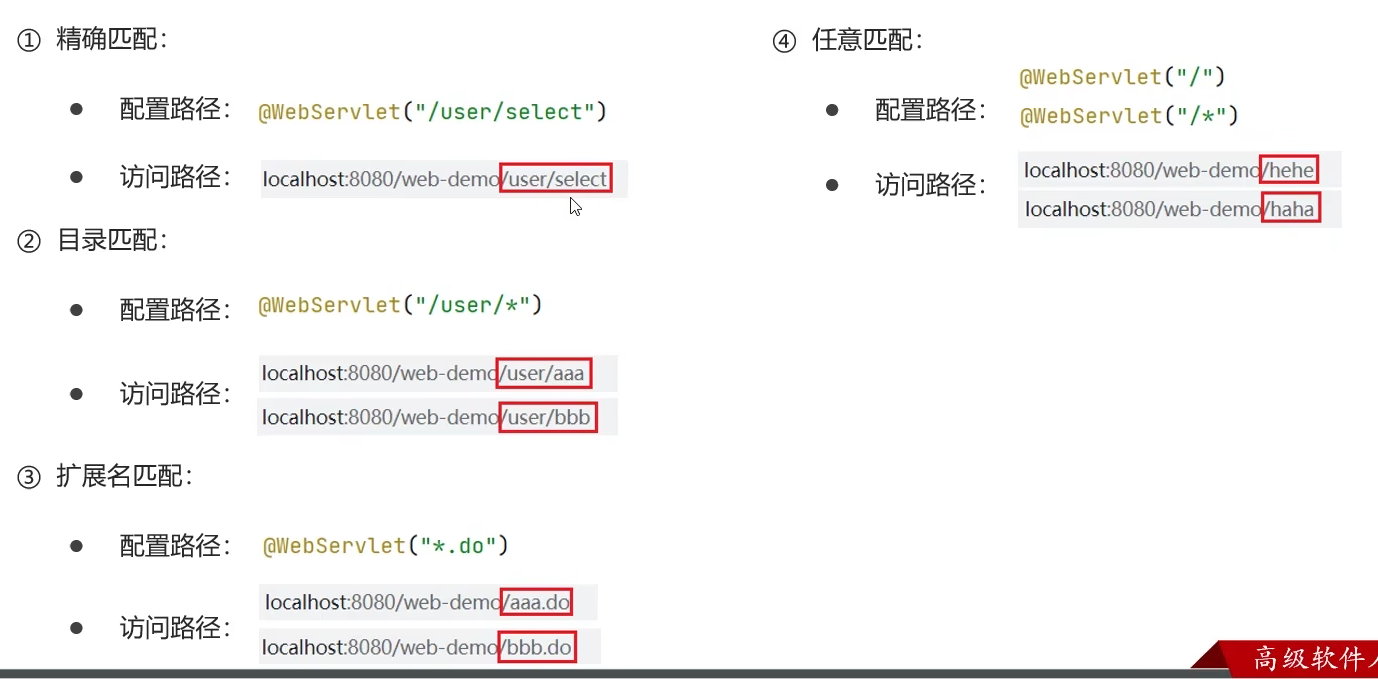 ① 精确匹配：
● 配置路径： @WebServlet("/user/select")
● 访问路径： localhost:8080/web-demo/user/select
② 目录匹配：
● 配置路径： @WebServlet("/user/*")
● 访问路径：
localhost:8080/web-demo/user/aaa
localhost:8080/web-demo/user/bbb
③ 扩展名匹配：
● 配置路径： @WebServlet("*.do")
● 访问路径：
localhost:8080/web-demo/aaa.do
localhost:8080/web-demo/bbb.do
④ 任意匹配：
● 配置路径：
@WebServlet("/")
@WebServlet("/*")
● 访问路径：
localhost:8080/web-demo/hehe
localhost:8080/web-demo/haha
高级软件人